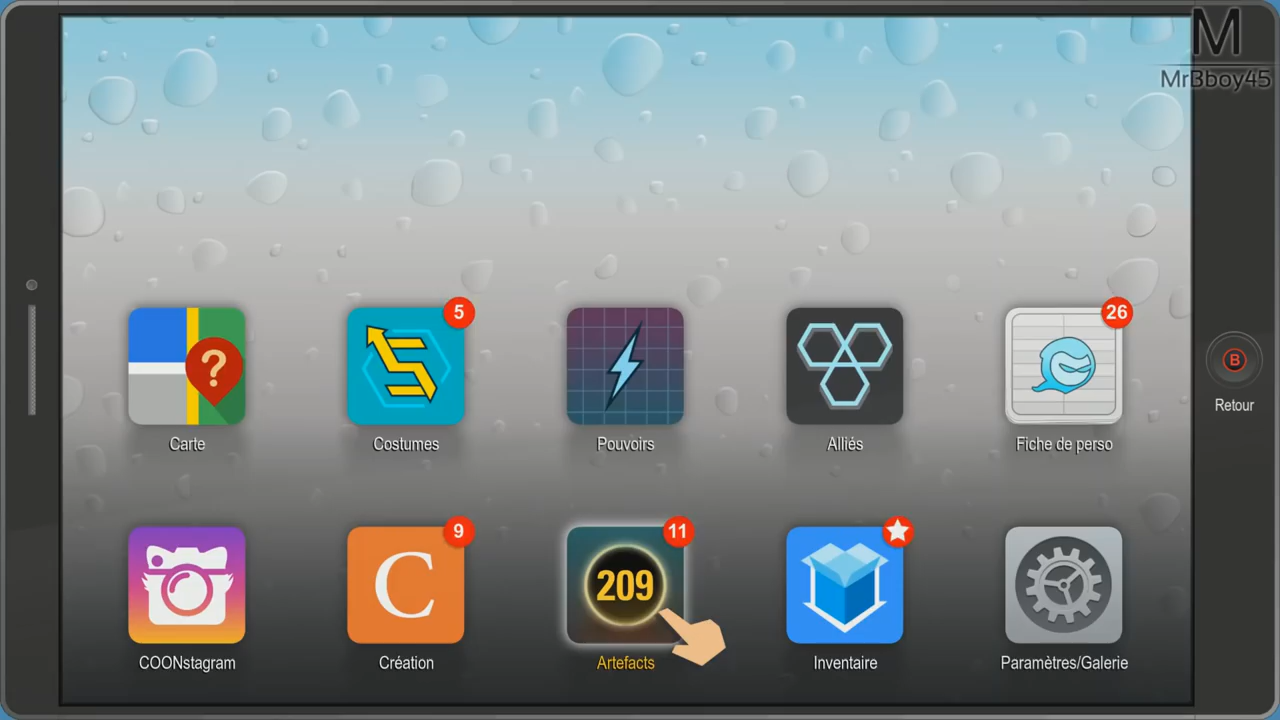 M
MrBboy45
5
26
?
B
Retour
Carte
Costumes
Pouvoirs
Alliés
Fiche de perso
9
11
C
209
COONstagram
Création
Artefacts
Inventaire
Paramètres/Galerie